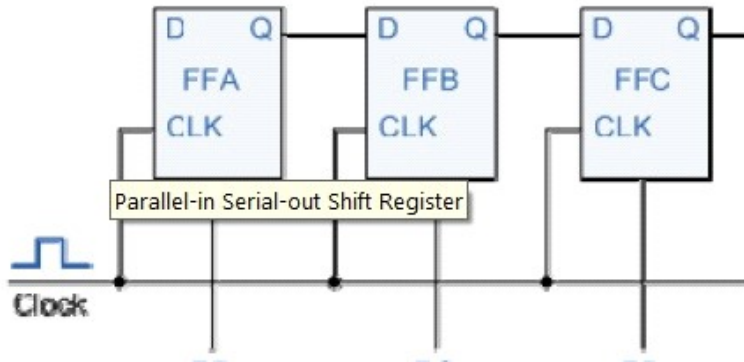 D Q D Q D Q
FFA FFB FFC
CLK CLK CLK
Parallel-in Serial-out Shift Register
Clock